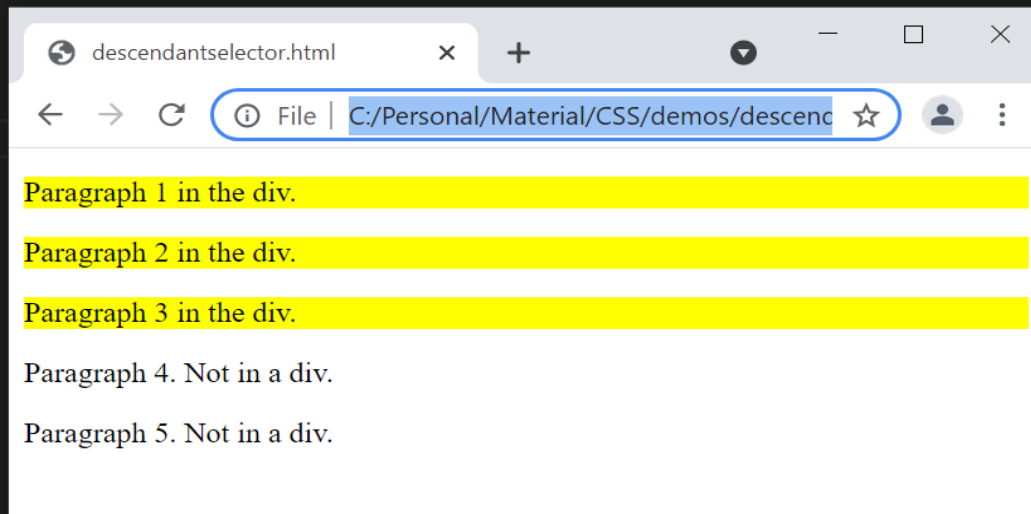 descendantselector.html
File | C:/Personal/Material/CSS/demos/descend
Paragraph 1 in the div.
Paragraph 2 in the div.
Paragraph 3 in the div.
Paragraph 4. Not in a div.
Paragraph 5. Not in a div.